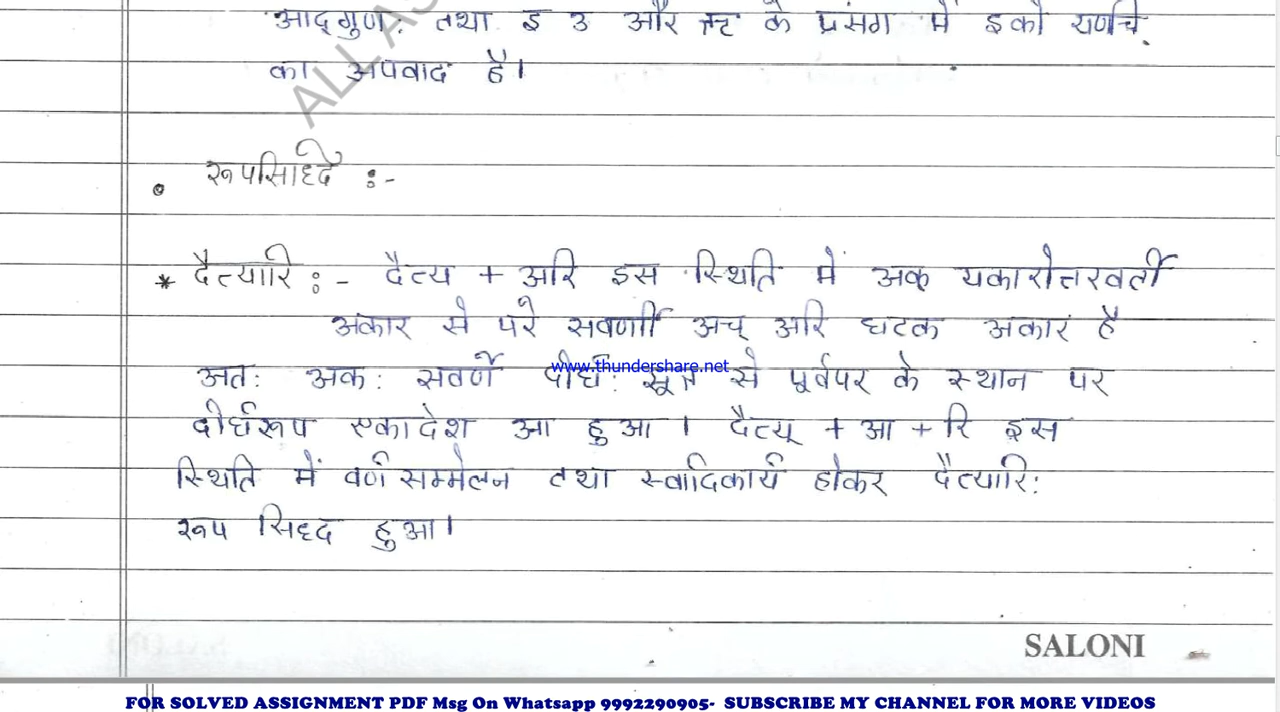 आद्‌गुण: तथा इ उ और ऋ के प्रसंग में इको यणचि
का अपवाद है।
रूपसिध्दि :-
* दैत्यारि :- दैत्य + अरि इस स्थिति में अक् यकारोत्तरवर्ती
अकार से परे सवर्णी अच् अरि घटक अकार है
www.thundershare.net
अत: अक: सवर्णे दीर्घ: सूत्र से पूर्वपर के स्थान पर
दीर्घरूप एकादेश आ हुआ । दैत्य् + आ + रि इस
स्थिति में वर्ण सम्मेलन तथा स्वादिकार्य होकर दैत्यारि:
रूप सिध्द हुआ।
SALONI
FOR SOLVED ASSIGNMENT PDF Msg On Whatsapp 9992290905- SUBSCRIBE MY CHANNEL FOR MORE VIDEOS